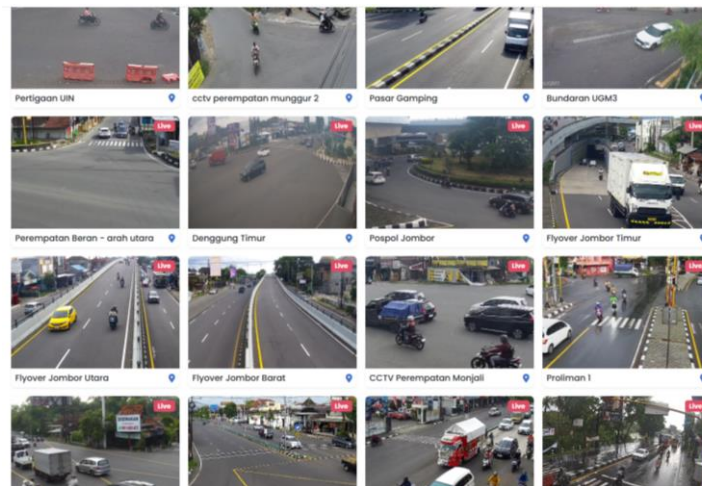 Pertigaan UIN
cctv perempatan munggur 2
Pasar Gamping
Bundaran UGM3
Live
Live
Live
Live
Perempatan Beran - arah utara
Denggung Timur
Pospol Jombor
Flyover Jombor Timur
Live
Live
Live
Live
Flyover Jombor Utara
Flyover Jombor Barat
CCTV Perempatan Monjali
Proliman 1
Live
Live
Live
Live